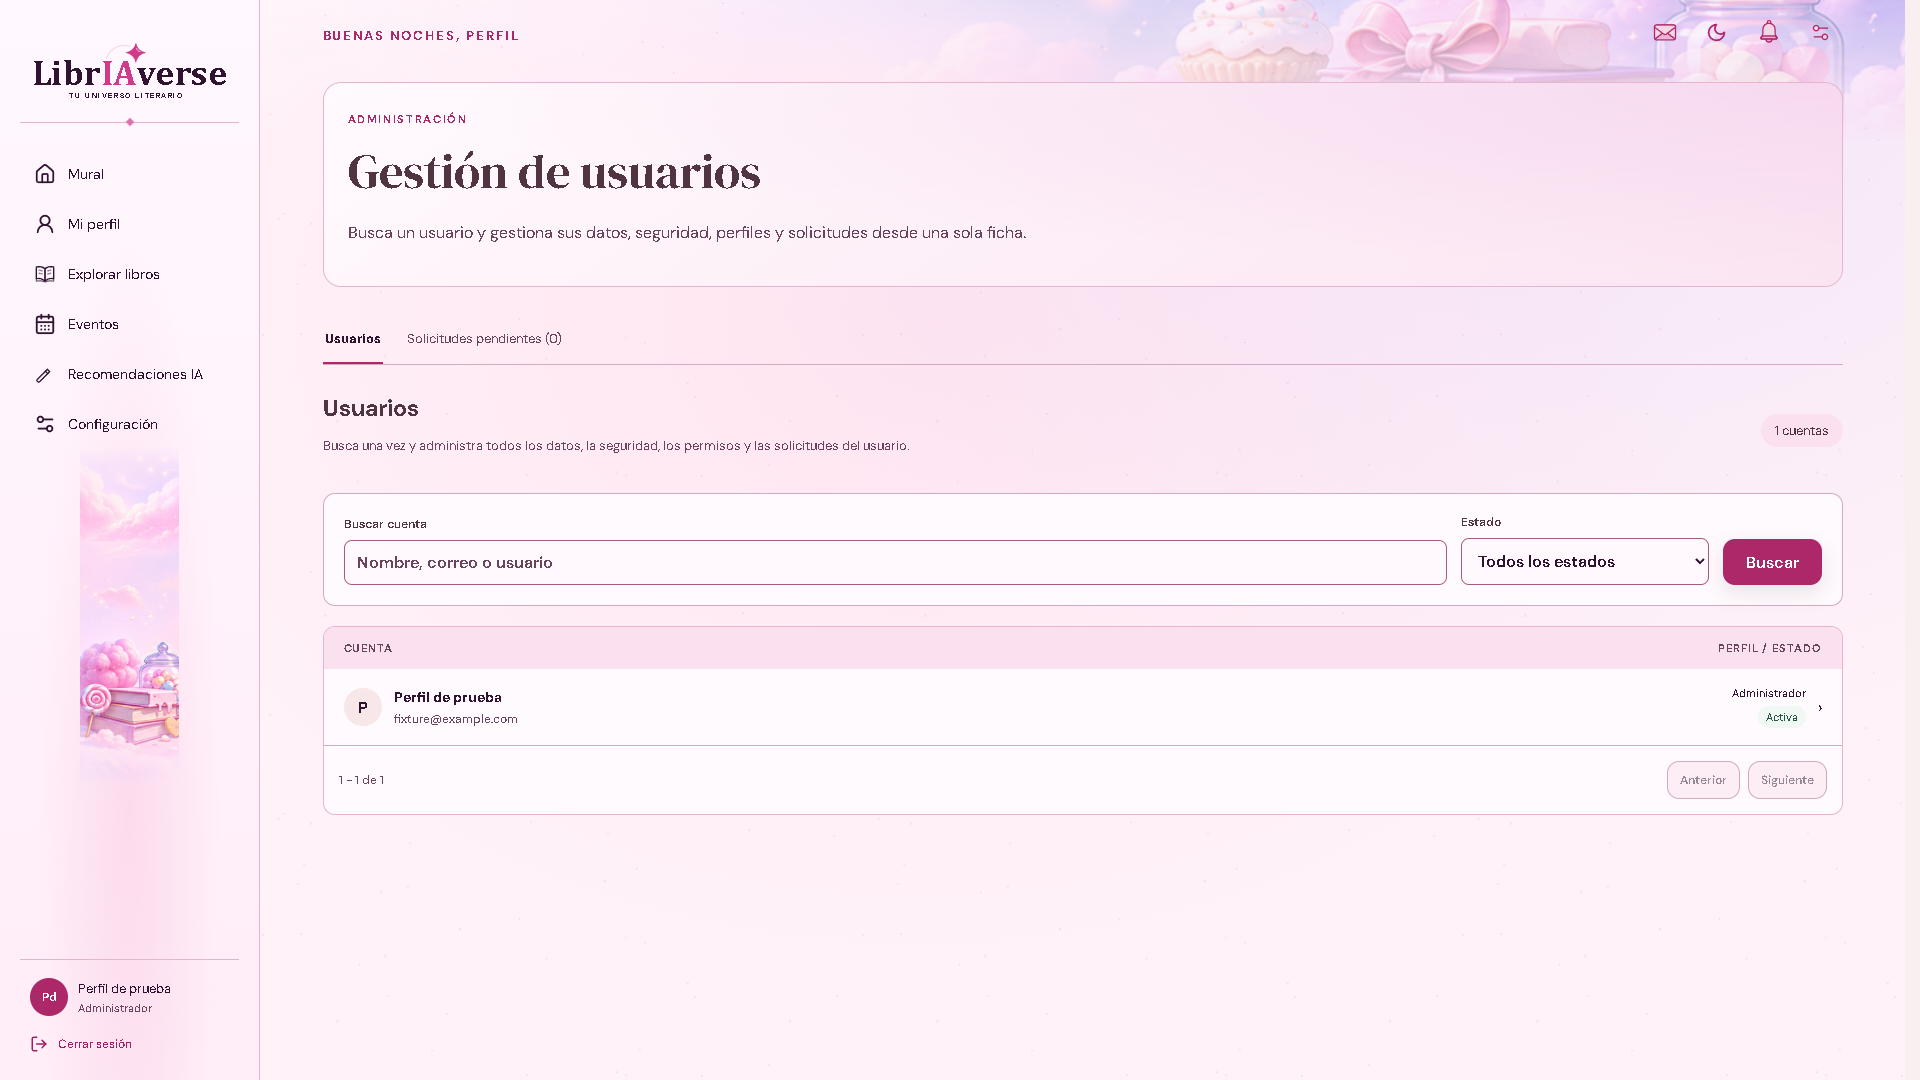 LibrIAverse
TU UNIVERSO LITERARIO
Mural
Mi perfil
Explorar libros
Eventos
Recomendaciones IA
Configuración
Perfil de prueba
Pd
Administrador
Cerrar sesión
BUENAS NOCHES, PERFIL
ADMINISTRACIÓN
Gestión de usuarios
Busca un usuario y gestiona sus datos, seguridad, perfiles y solicitudes desde una sola ficha.
Usuarios
Solicitudes pendientes (0)
Usuarios
Busca una vez y administra todos los datos, la seguridad, los permisos y las solicitudes del usuario.
1 cuentas
Buscar cuenta
Nombre, correo o usuario
Estado
Todos los estados
Buscar
CUENTA
PERFIL / ESTADO
P
Perfil de prueba
fixture@example.com
Administrador
Activa
1 - 1 de 1
Anterior
Siguiente